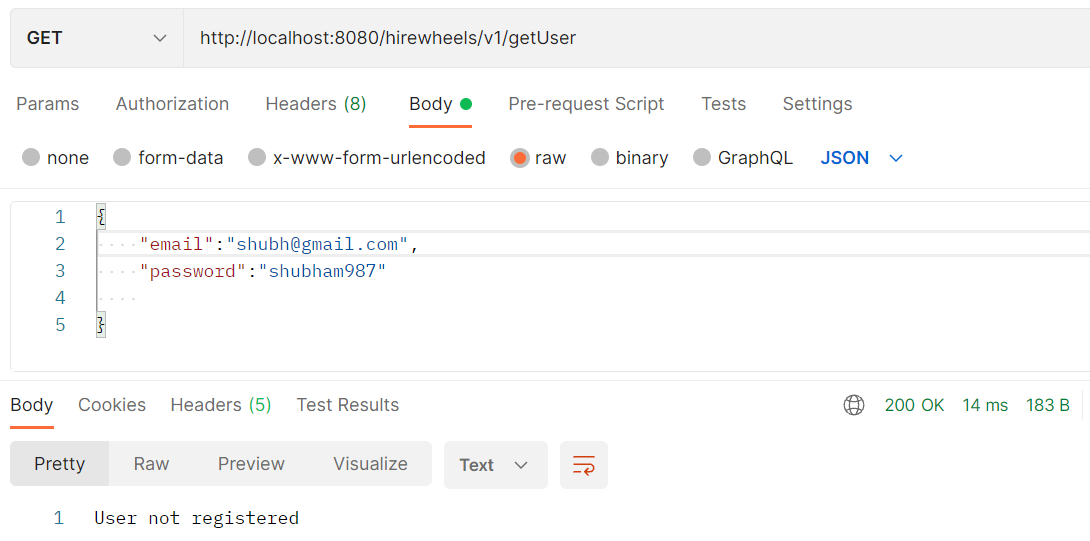 GET http://localhost:8080/hirewheels/v1/getUser
Params Authorization Headers (8) Body Pre-request Script Tests Settings
none form-data x-www-form-urlencoded raw binary GraphQL JSON
1 {
2 "email":"shubh@gmail.com",
3 "password":"shubham987"
4
5 }
Body Cookies Headers (5) Test Results 200 OK 14 ms 183 B
Pretty Raw Preview Visualize Text
1 User not registered